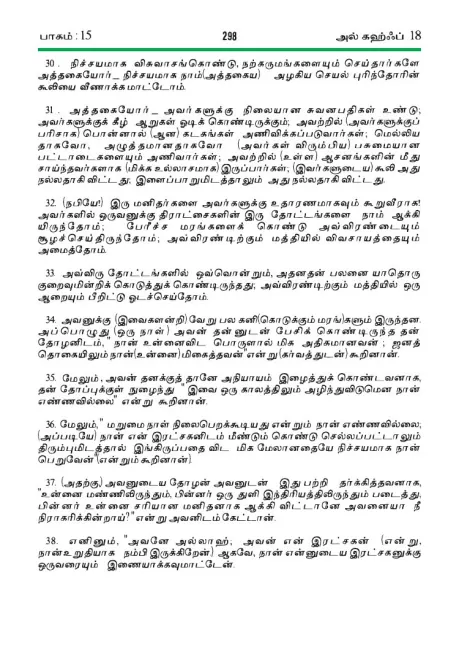 பாகம் : 15 298 அல் கஹ்ஃப் 18
30 . நிச்சயமாக விசுவாசங்கொண்டு, நற்கருமங்களையும் செய்தார்களே
அத்தகையோர் _ நிச்சயமாக நாம்(அத்தகைய) அழகிய செயல் புரிந்தோரின்
கூலியை வீணாக்கமாட்டோம்.
31 . அத்தகையோர் _ அவர்களுக்கு நிலையான சுவனபதிகள் உண்டு;
அவர்களுக்குக் கீழ் ஆறுகள் ஓடிக் கொண்டிருக்கும்; அவற்றில் (அவர்களுக்குப்
பரிசாக) பொன்னால் (ஆன) கடகங்கள் அணிவிக்கப்படுவார்கள்; மெல்லிய
தாகவோ, அழுத்தமானதாகவோ (அவர்கள் விரும்பிய) பசுமையான
பட்டாடைகளையும் அணிவார்கள்; அவற்றில் (உள்ள) ஆசனங்களின் மீது
சாய்ந்தவர்களாக (மிக்க உல்லாசமாக) இருப்பார்கள்; (இவர்களுடைய) கூலி அது
நல்லதாகி விட்டது; இளைப்பாறுமிடத்தாலும் அது நல்லதாகி விட்டது.
32. (நபியே!) இரு மனிதர்களை அவர்களுக்கு உதாரணமாகவும் கூறுவீராக!
அவர்களில் ஒருவனுக்கு திராட்சைகளின் இரு தோட்டங்களை நாம் ஆக்கி
யிருந்தோம்; பேரீச்ச மரங்களைக் கொண்டு அவ்விரண்டையும்
சூழச்செய்திருந்தோம்; அவ்விரண்டிற்கும் மத்தியில் விவசாயத்தையும்
அமைத்தோம்.
33. அவ்விரு தோட்டங்களில் ஒவ்வொன்றும், அதனதன் பலனை யாதொரு
குறைவுமின்றிக் கொடுத்துக் கொண்டிருந்தது; அவ்விரண்டிற்கும் மத்தியில் ஒரு
ஆறையும் பீறிட்டு ஓடச்செய்தோம்.
34. அவனுக்கு (இவைகளன்றி) வேறு பல கனி(கொடுக்கும் மரங்)களும் இருந்தன.
அப்பொழுது (ஒரு நாள்) அவன் தன்னுடன் பேசிக் கொண்டிருந்த தன்
தோழனிடம், "நான் உன்னைவிட பொருளால் மிக அதிகமானவன் ; ஜனத்
தொகையிலும் நான்(உன்னை) மிகைத்தவன்" என்று (கர்வத்துடன்) கூறினான்.
35. மேலும் , அவன் தனக்குத் தானே அநியாயம் இழைத்துக் கொண்டவனாக,
தன் தோப்புக்குள் நுழைந்து "இவை ஒரு காலத்திலும் அழிந்துவிடுமென நான்
எண்ணவில்லை" என்று கூறினான்.
36. மேலும்," மறுமை நாள் நிலைபெறக்கூடியது என்றும் நான் எண்ணவில்லை;
(அப்படியே) நான் என் இரட்சகனிடம் மீண்டும் கொண்டு செல்லப்பட்டாலும்
திரும்புமிடத்தால் இங்கிருப்பதை விட மிக மேலானதையே நிச்சயமாக நான்
பெறுவேன்" (என்றும் கூறினான்).
37. (அதற்கு) அவனுடைய தோழன் அவனுடன் இது பற்றி தர்க்கித்தவனாக,
"உன்னை மண்ணிலிருந்தும், பின்னர் ஒரு துளி இந்திரியத்திலிருந்தும் படைத்து,
பின்னர் உன்னை சரியான மனிதனாக ஆக்கி விட்டானே அவனையா நீ
நிராகரிக்கின்றாய்?" என்று அவனிடம் கேட்டான்.
38. எனினும், "அவனே அல்லாஹ்; அவன் என் இரட்சகன் (என்று,
நான்உறுதியாக நம்பி இருக்கிறேன்.) ஆகவே, நான் என்னுடைய இரட்சகனுக்கு
ஒருவரையும் இணையாக்கவுமாட்டேன்.